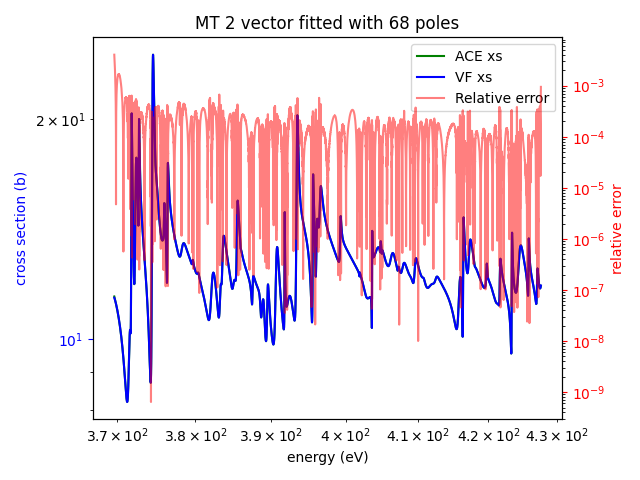 MT 2 vector fitted with 68 poles
ACE xs
VF xs
Relative error
2 × 10¹
10¹
cross section (b)
10⁻³
10⁻⁴
10⁻⁵
10⁻⁶
10⁻⁷
10⁻⁸
10⁻⁹
relative error
3.7 × 10² 3.8 × 10² 3.9 × 10² 4 × 10² 4.1 × 10² 4.2 × 10² 4.3 × 10²
energy (eV)